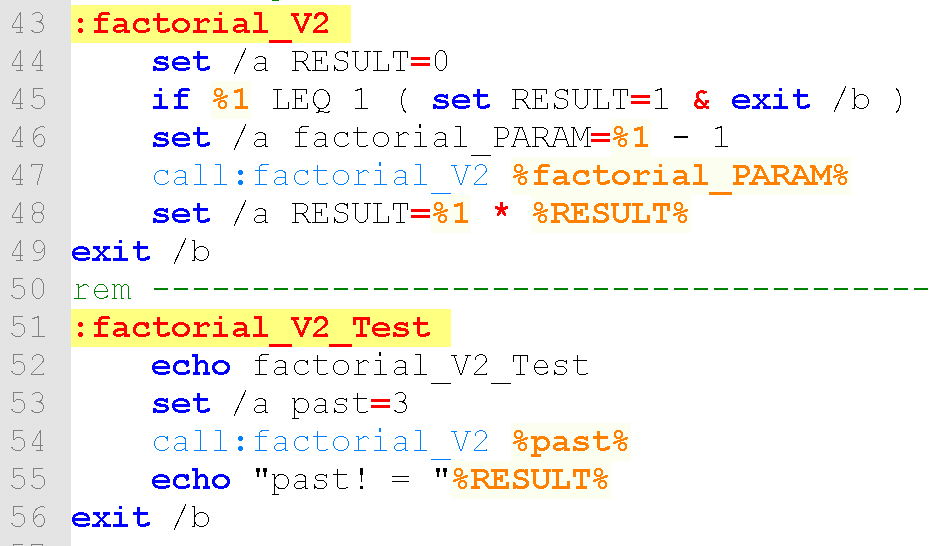 43 :factorial_V2
44 set /a RESULT=0
45 if %1 LEQ 1 ( set RESULT=1 & exit /b )
46 set /a factorial_PARAM=%1 - 1
47 call:factorial_V2 %factorial_PARAM%
48 set /a RESULT=%1 * %RESULT%
49 exit /b
50 rem ---------------------------------------
51 :factorial_V2_Test
52 echo factorial_V2_Test
53 set /a past=3
54 call:factorial_V2 %past%
55 echo "past! = "%RESULT%
56 exit /b